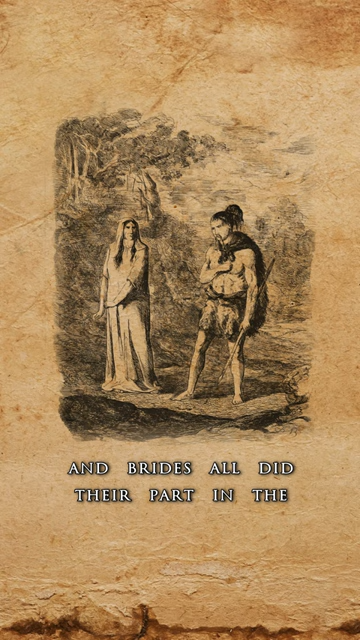 AND BRIDES ALL DID
THEIR PART IN THE